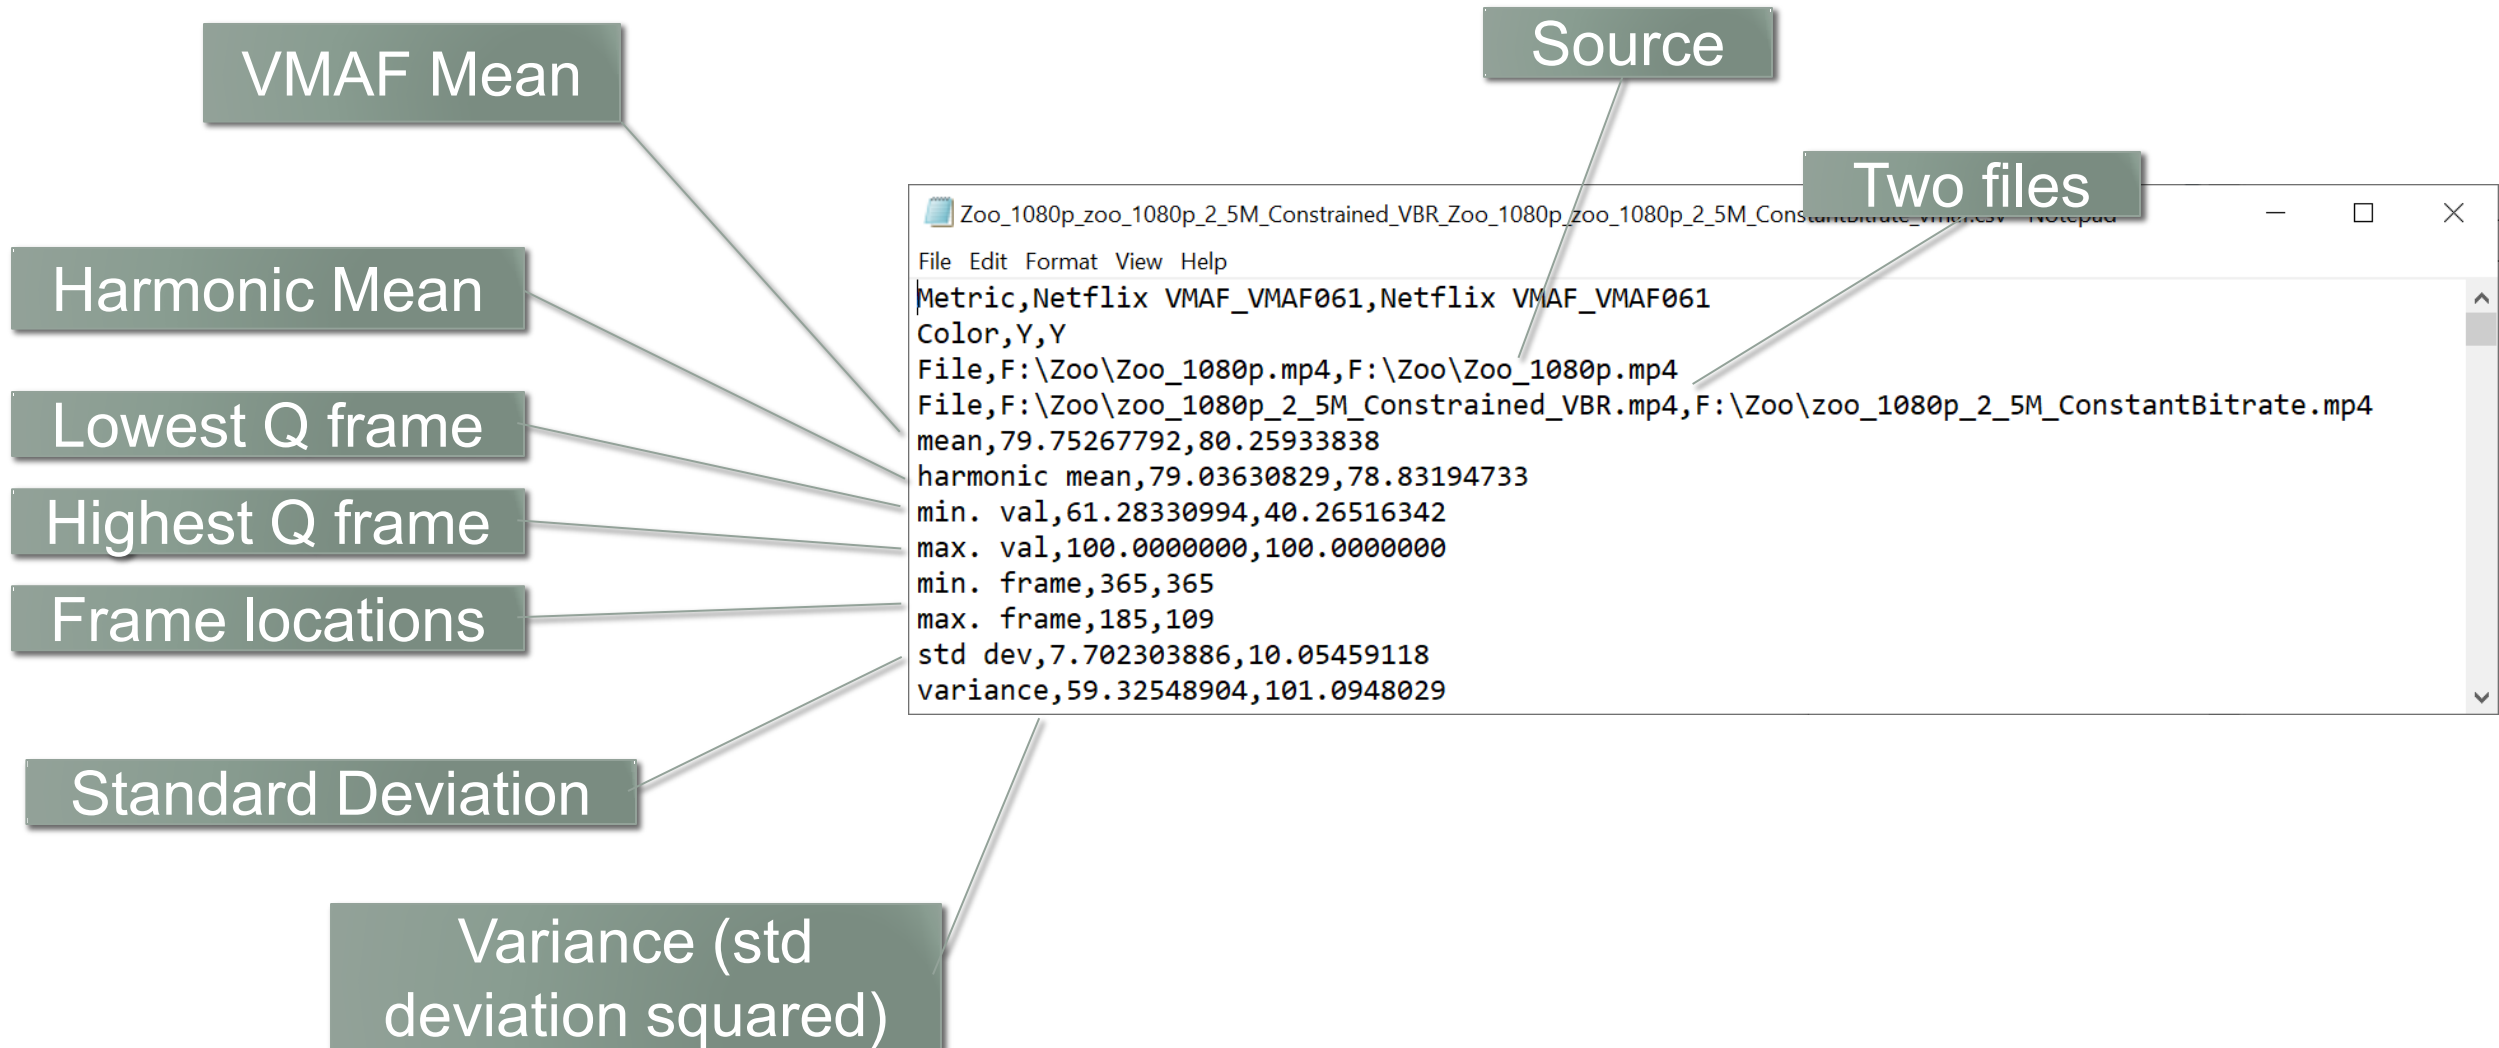 VMAF Mean
Source
Two files
Harmonic Mean
Lowest Q frame
Highest Q frame
Frame locations
Standard Deviation
Variance (std
deviation squared)
Zoo_1080p_zoo_1080p_2_5M_Constrained_VBR_Zoo_1080p_zoo_1080p_2_5M_ConstantBitrate_vmaf.csv - Notepad
File Edit Format View Help
Metric,Netflix VMAF_VMAF061,Netflix VMAF_VMAF061
Color,Y,Y
File,F:\Zoo\Zoo_1080p.mp4,F:\Zoo\Zoo_1080p.mp4
File,F:\Zoo\zoo_1080p_2_5M_Constrained_VBR.mp4,F:\Zoo\zoo_1080p_2_5M_ConstantBitrate.mp4
mean,79.75267792,80.25933838
harmonic mean,79.03630829,78.83194733
min. val,61.28330994,40.26516342
max. val,100.0000000,100.0000000
min. frame,365,365
max. frame,185,109
std dev,7.702303886,10.05459118
variance,59.32548904,101.0948029